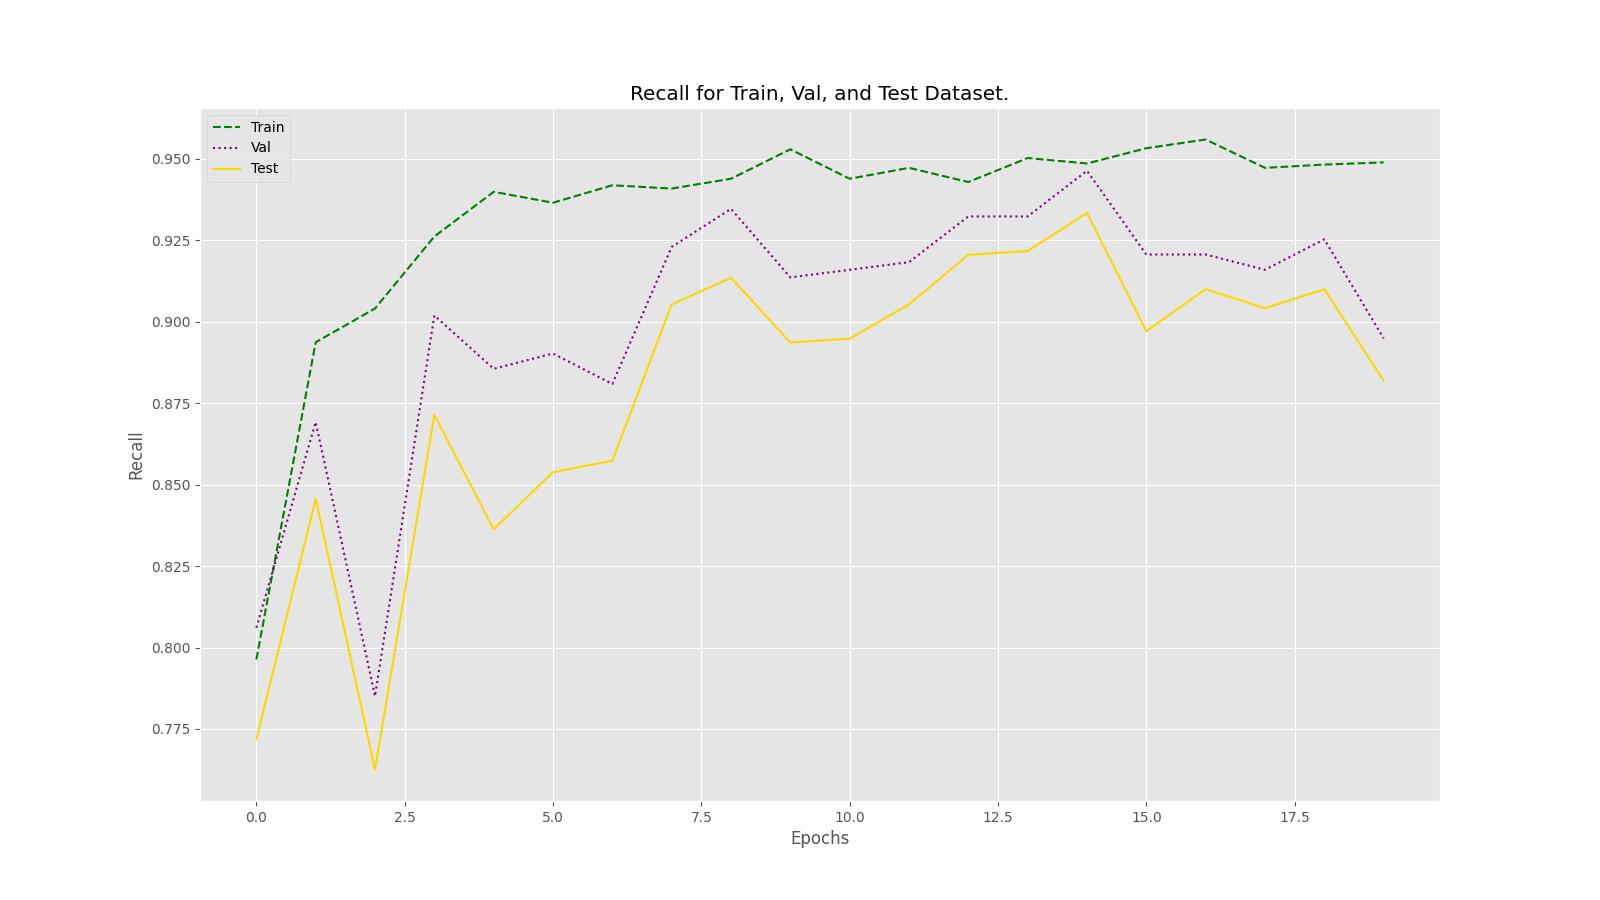 Recall for Train, Val, and Test Dataset.
Train
Val
Test
0.950
0.925
0.900
0.875
0.850
0.825
0.800
0.775
Recall
0.0 2.5 5.0 7.5 10.0 12.5 15.0 17.5
Epochs